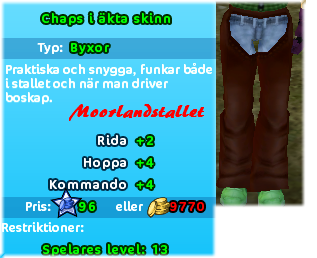 Chaps i äkta skinn
Typ: Byxor
Praktiska och snygga, funkar både
i stallet och när man driver
boskap.
Moorlandstallet
Rida +2
Hoppa +4
Kommando +4
Pris: 96 eller 9770
Restriktioner:
Spelares level: 13